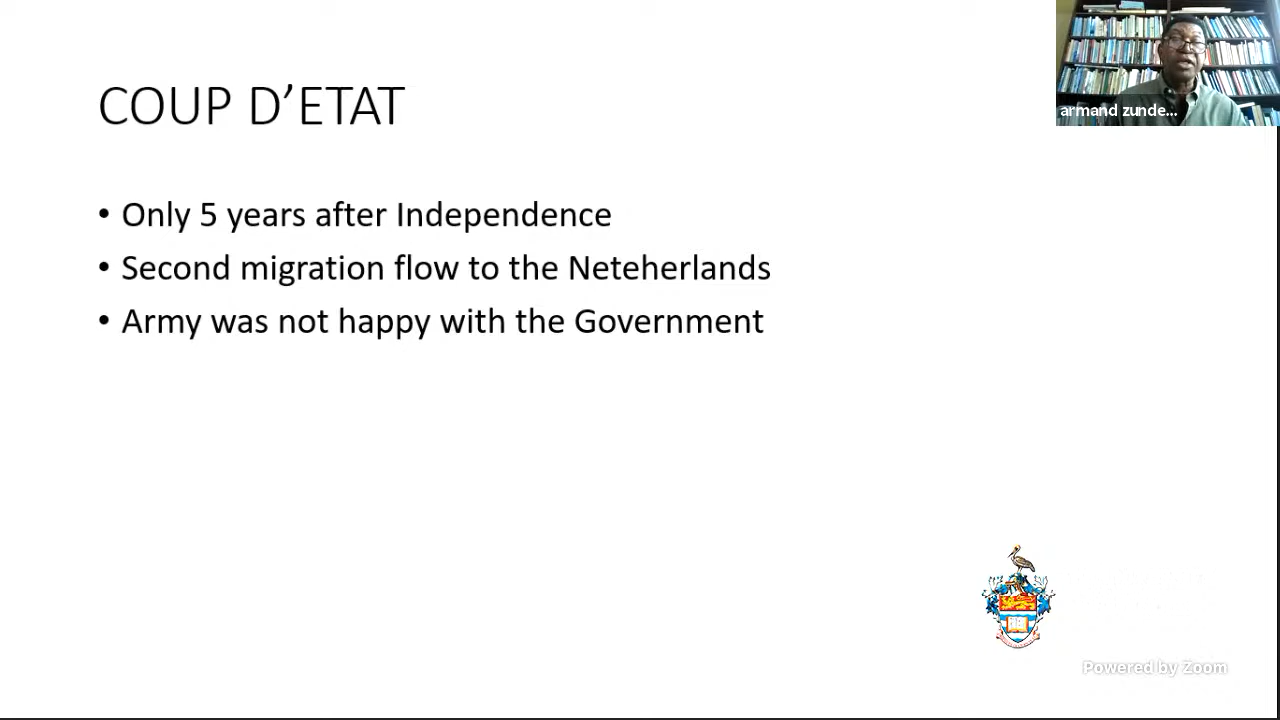 COUP D’ETAT
armand zunde...
• Only 5 years after Independence
• Second migration flow to the Neteherlands
• Army was not happy with the Government
Powered by Zoom